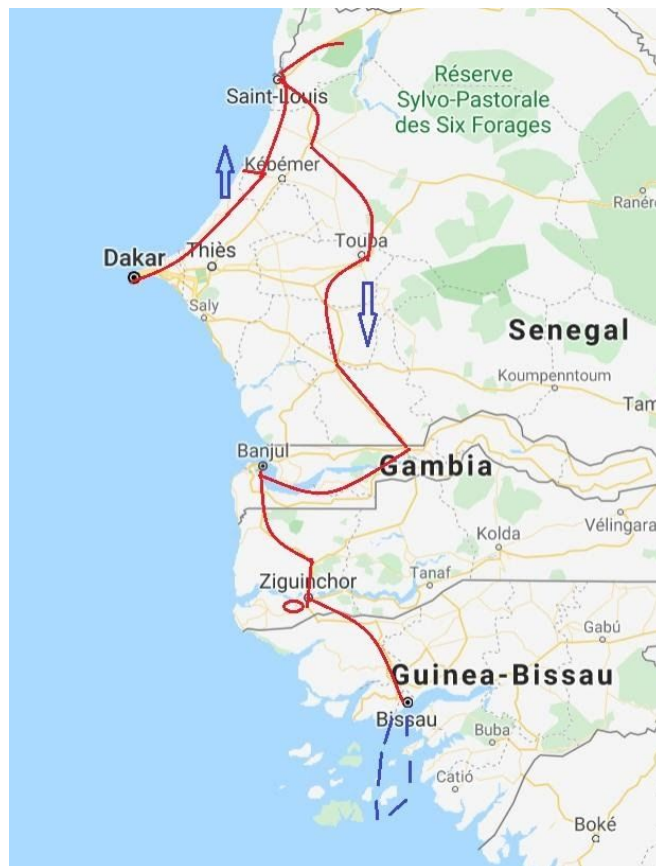 Réserve
Sylvo-Pastorale
des Six Forages
Saint-Louis
Kébémer
Ranéro
Dakar
Thiès
Touba
Saly
Senegal
Koumpenntoum
Tam
Banjul
Gambia
Vélingara
Kolda
Ziguinchor
Tanaf
Gabú
Guinea-Bissau
Bissau
Buba
Catió
Boké